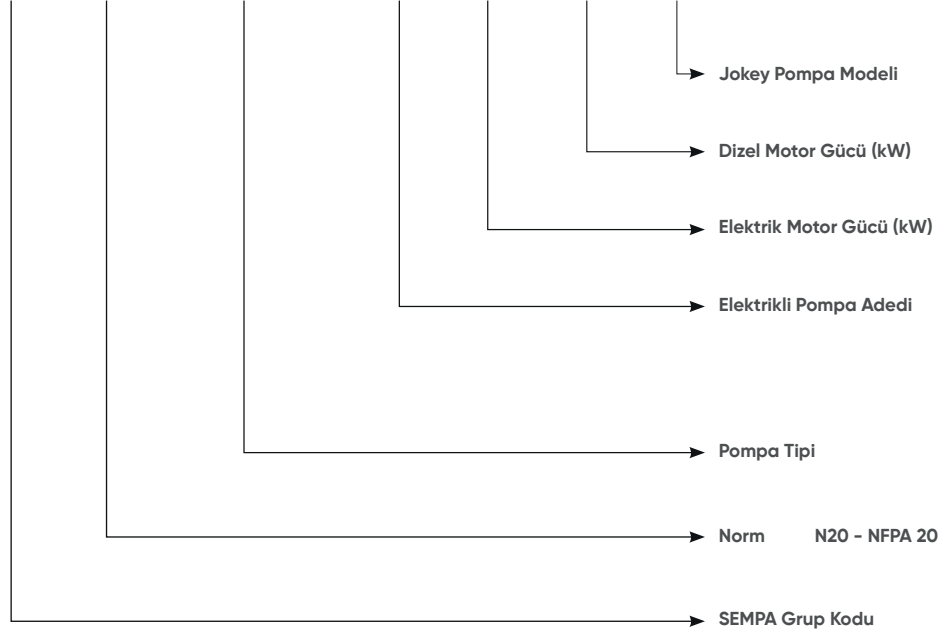 Jokey Pompa Modeli
Dizel Motor Gücü (kW)
Elektrik Motor Gücü (kW)
Elektrikli Pompa Adedi
Pompa Tipi
Norm N20 - NFPA 20
SEMPA Grup Kodu